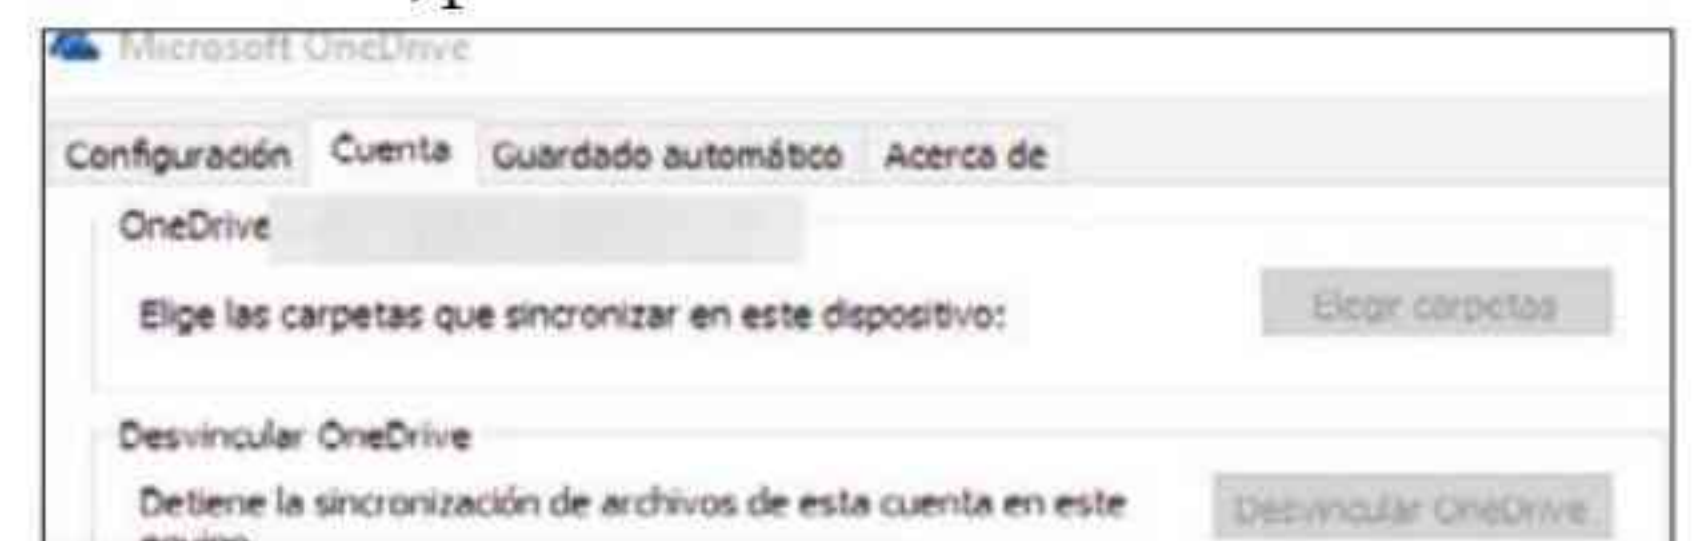 Microsoft OneDrive
Configuración Cuenta Guardado automático Acerca de
OneDrive
Elige las carpetas que sincronizar en este dispositivo:
Elegir carpetas
Desvincular OneDrive
Detiene la sincronización de archivos de esta cuenta en este
Desvincular OneDrive